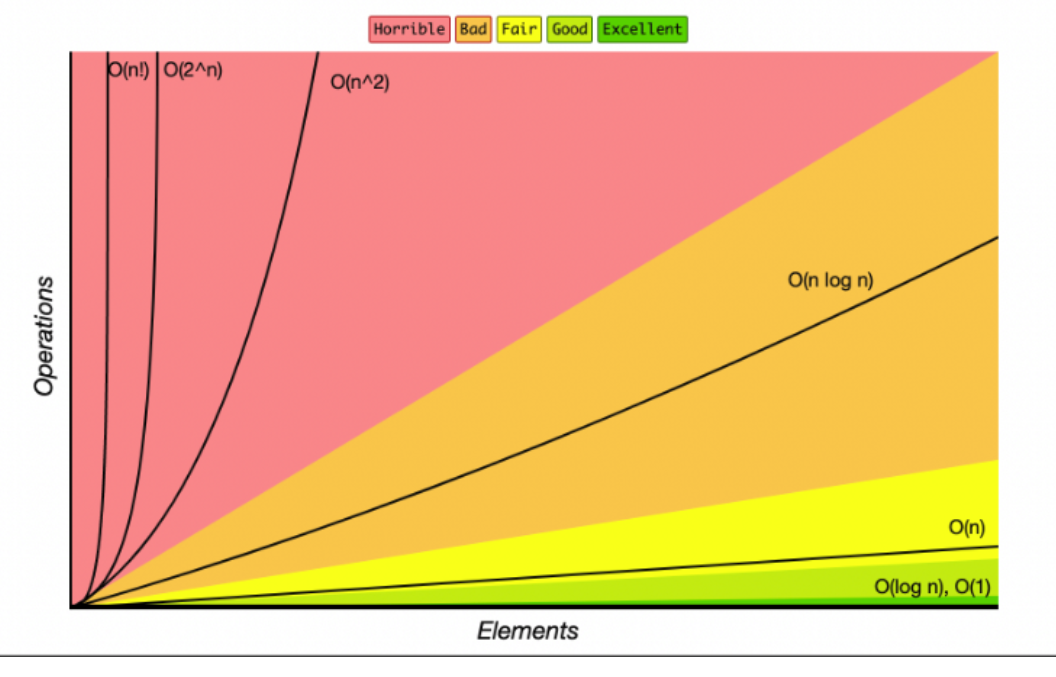 Horrible Bad Fair Good Excellent
O(n!) O(2^n)
O(n^2)
O(n log n)
Operations
O(n)
O(log n), O(1)
Elements